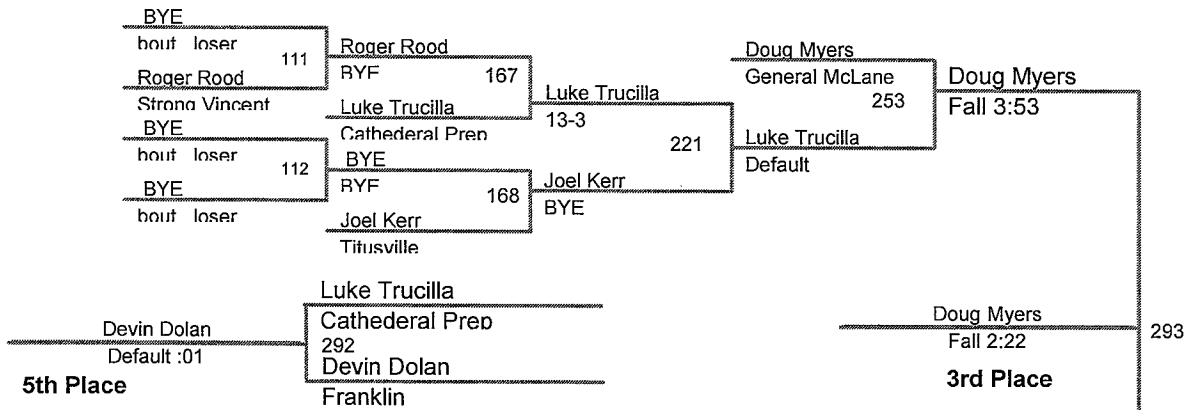 BYE
bout loser
111
Roger Rood
Strong Vincent
BYE
bout loser
112
BYE
bout loser
Roger Rood
BYE
167
Luke Trucilla
Cathederal Prep
BYE
BYE
168
Joel Kerr
Titusville
Luke Trucilla
13-3
221
Joel Kerr
BYE
Doug Myers
General McLane
253
Luke Trucilla
Default
Doug Myers
Fall 3:53
Luke Trucilla
Cathederal Prep
292
Devin Dolan
Franklin
Devin Dolan
Default :01
5th Place
Doug Myers
Fall 2:22
293
3rd Place